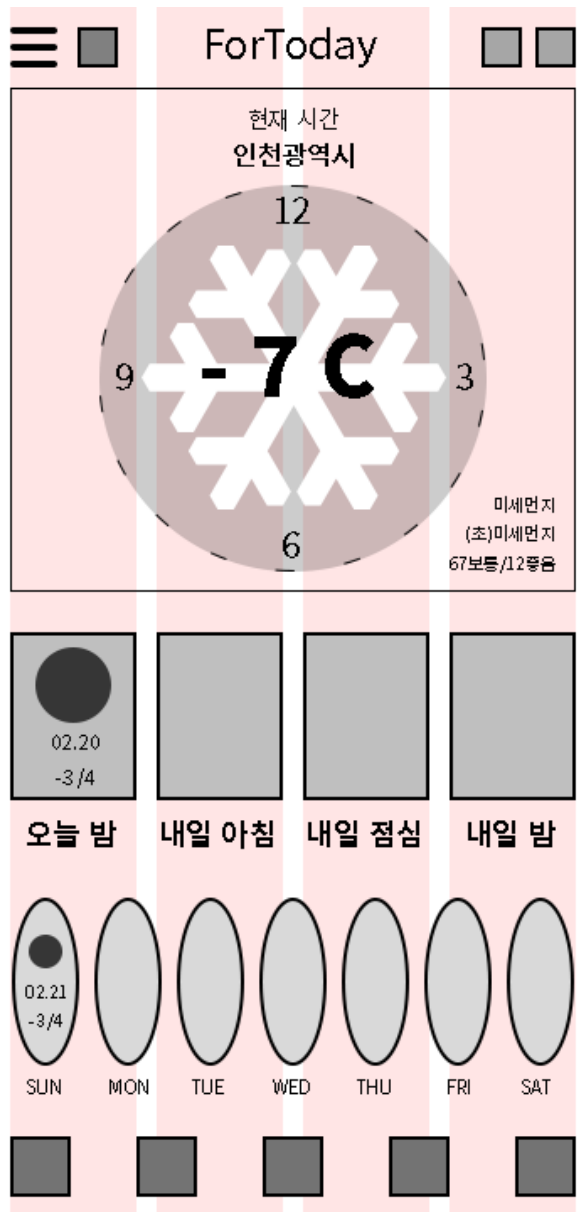 ForToday
현재 시간
인천광역시
12
- 7 C
9
3
6
미세먼지
(초)미세먼지
67보통/12좋음
02.20
-3/4
오늘 밤
내일 아침
내일 점심
내일 밤
02.21
-3/4
SUN
MON
TUE
WED
THU
FRI
SAT